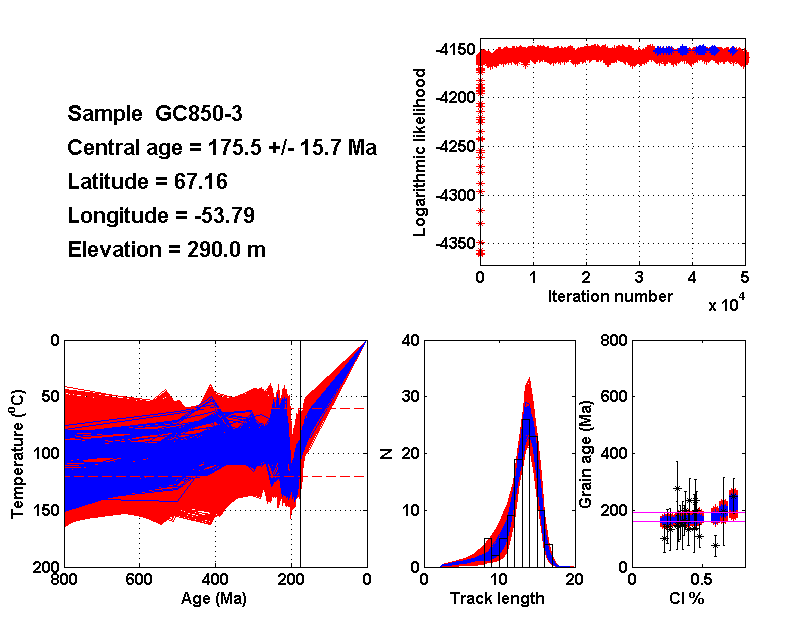 Sample  GC850-3
Central age = 175.5 +/- 15.7 Ma
Latitude = 67.16
Longitude = -53.79
Elevation = 290.0 m
Logarithmic likelihood
-4150
-4200
-4250
-4300
-4350
0 1 2 3 4 5
Iteration number
x 10^4
Temperature (^0C)
0
50
100
150
200
800 600 400 200 0
Age (Ma)
N
40
30
20
10
0
0 10 20
Track length
Grain age (Ma)
800
600
400
200
0
0 0.5
Cl %